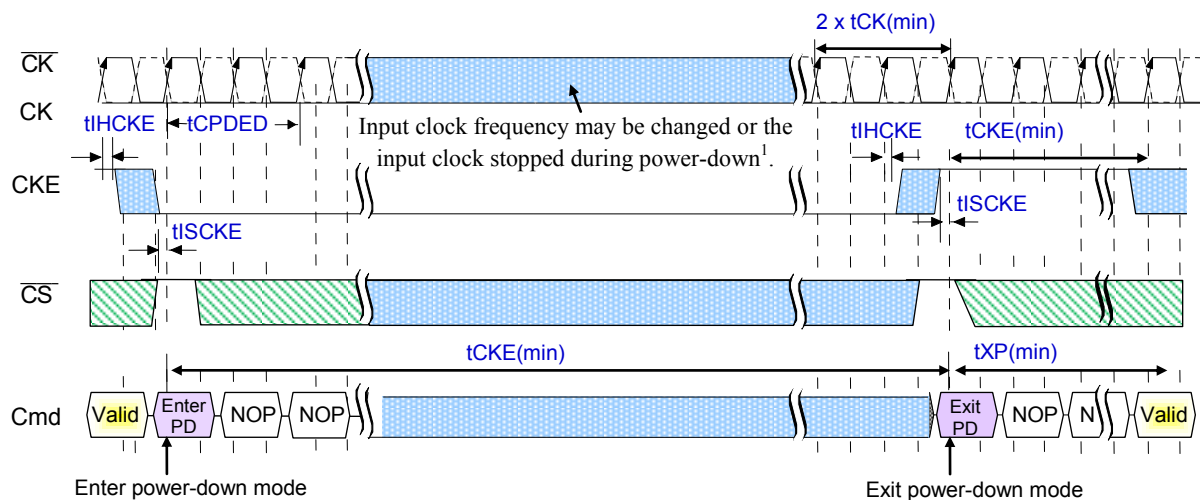 2 x tCK(min)
CK
CK
tIHCKE
tCPDED
Input clock frequency may be changed or the
input clock stopped during power-down1.
tIHCKE
tCKE(min)
CKE
tISCKE
tISCKE
CS
tCKE(min)
tXP(min)
Cmd
Valid
Enter
PD
NOP
NOP
Exit
PD
NOP
N
Valid
Enter power-down mode
Exit power-down mode